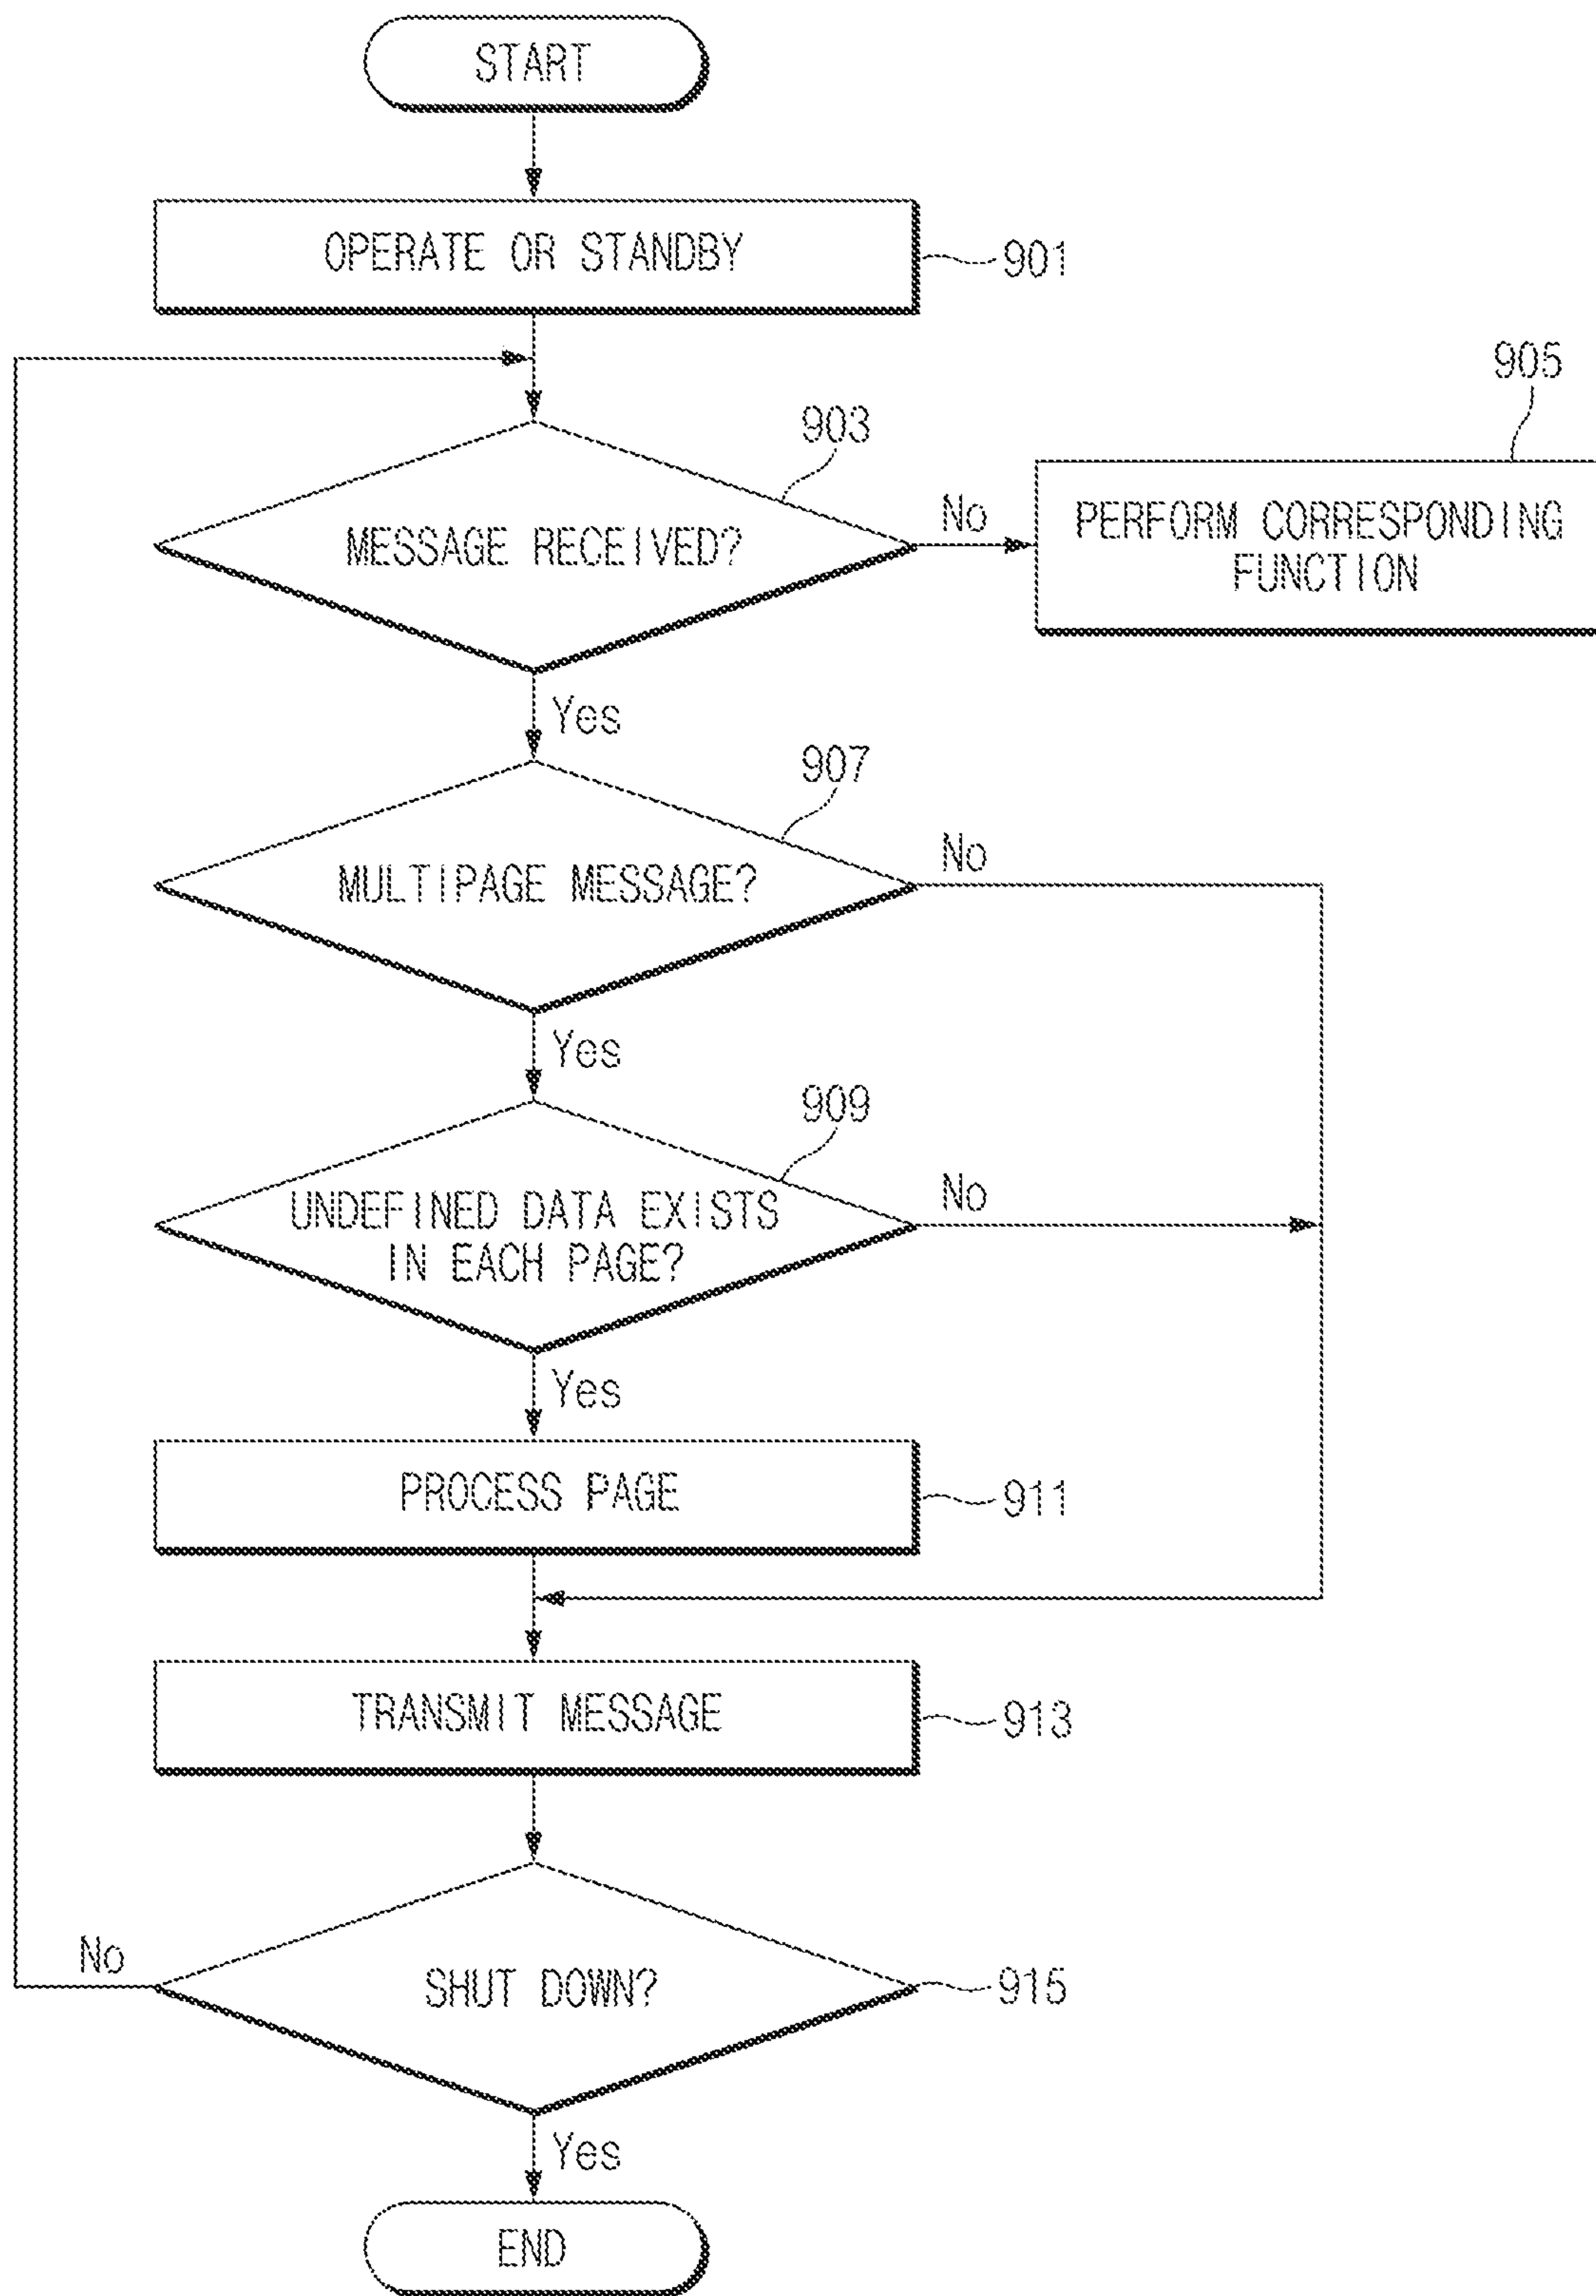 START
OPERATE OR STANDBY
901
903
MESSAGE RECEIVED?
No
905
PERFORM CORRESPONDING
FUNCTION
Yes
907
MULTIPAGE MESSAGE?
No
Yes
909
UNDEFINED DATA EXISTS
IN EACH PAGE?
No
Yes
PROCESS PAGE
911
TRANSMIT MESSAGE
913
No
SHUT DOWN?
915
Yes
END